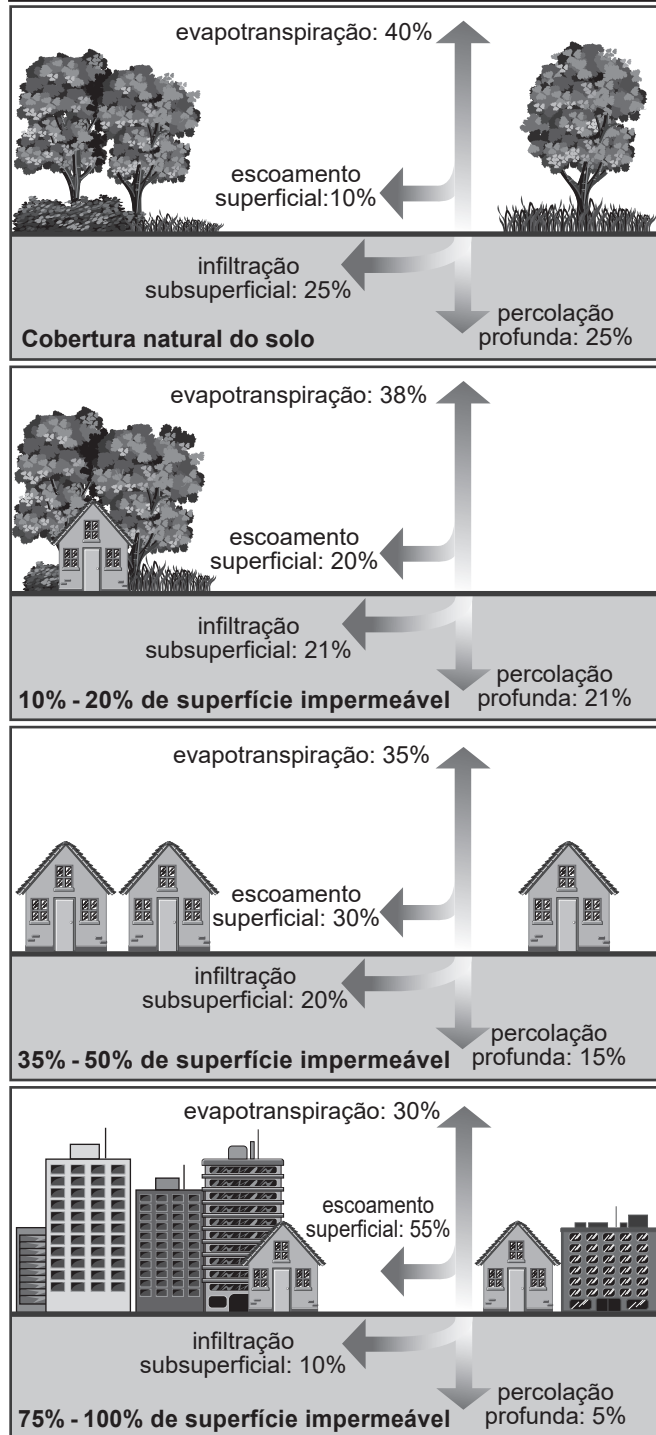 evapotranspiração: 40%
escoamento
superficial:10%
infiltração
subsuperficial: 25%
percolação
profunda: 25%
Cobertura natural do solo
evapotranspiração: 38%
escoamento
superficial: 20%
infiltração
subsuperficial: 21%
percolação
profunda: 21%
10% - 20% de superfície impermeável
evapotranspiração: 35%
escoamento
superficial: 30%
infiltração
subsuperficial: 20%
percolação
profunda: 15%
35% - 50% de superfície impermeável
evapotranspiração: 30%
escoamento
superficial: 55%
infiltração
subsuperficial: 10%
percolação
profunda: 5%
75% - 100% de superfície impermeável